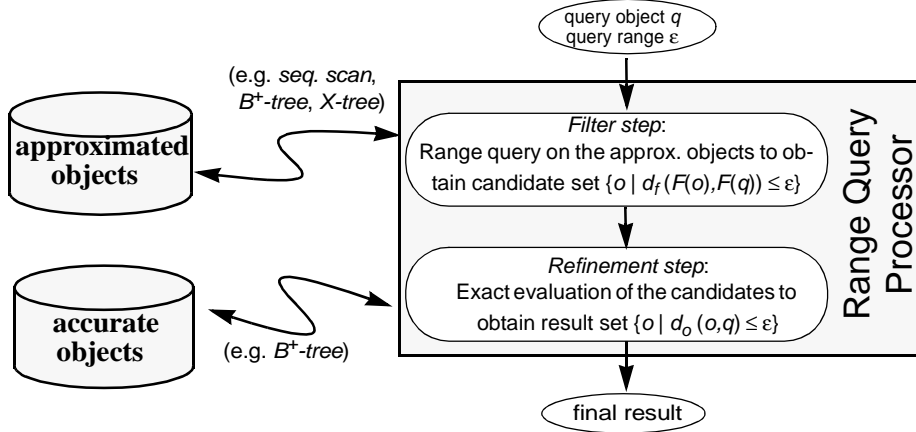 query object q
query range ε
(e.g. seq. scan,
B+-tree, X-tree)
approximated
objects
Filter step:
Range query on the approx. objects to ob-
tain candidate set {o | df (F(o),F(q)) ≤ ε}
Range Query
Processor
Refinement step:
Exact evaluation of the candidates to
obtain result set {o | do (o,q) ≤ ε}
accurate
objects
(e.g. B+-tree)
final result